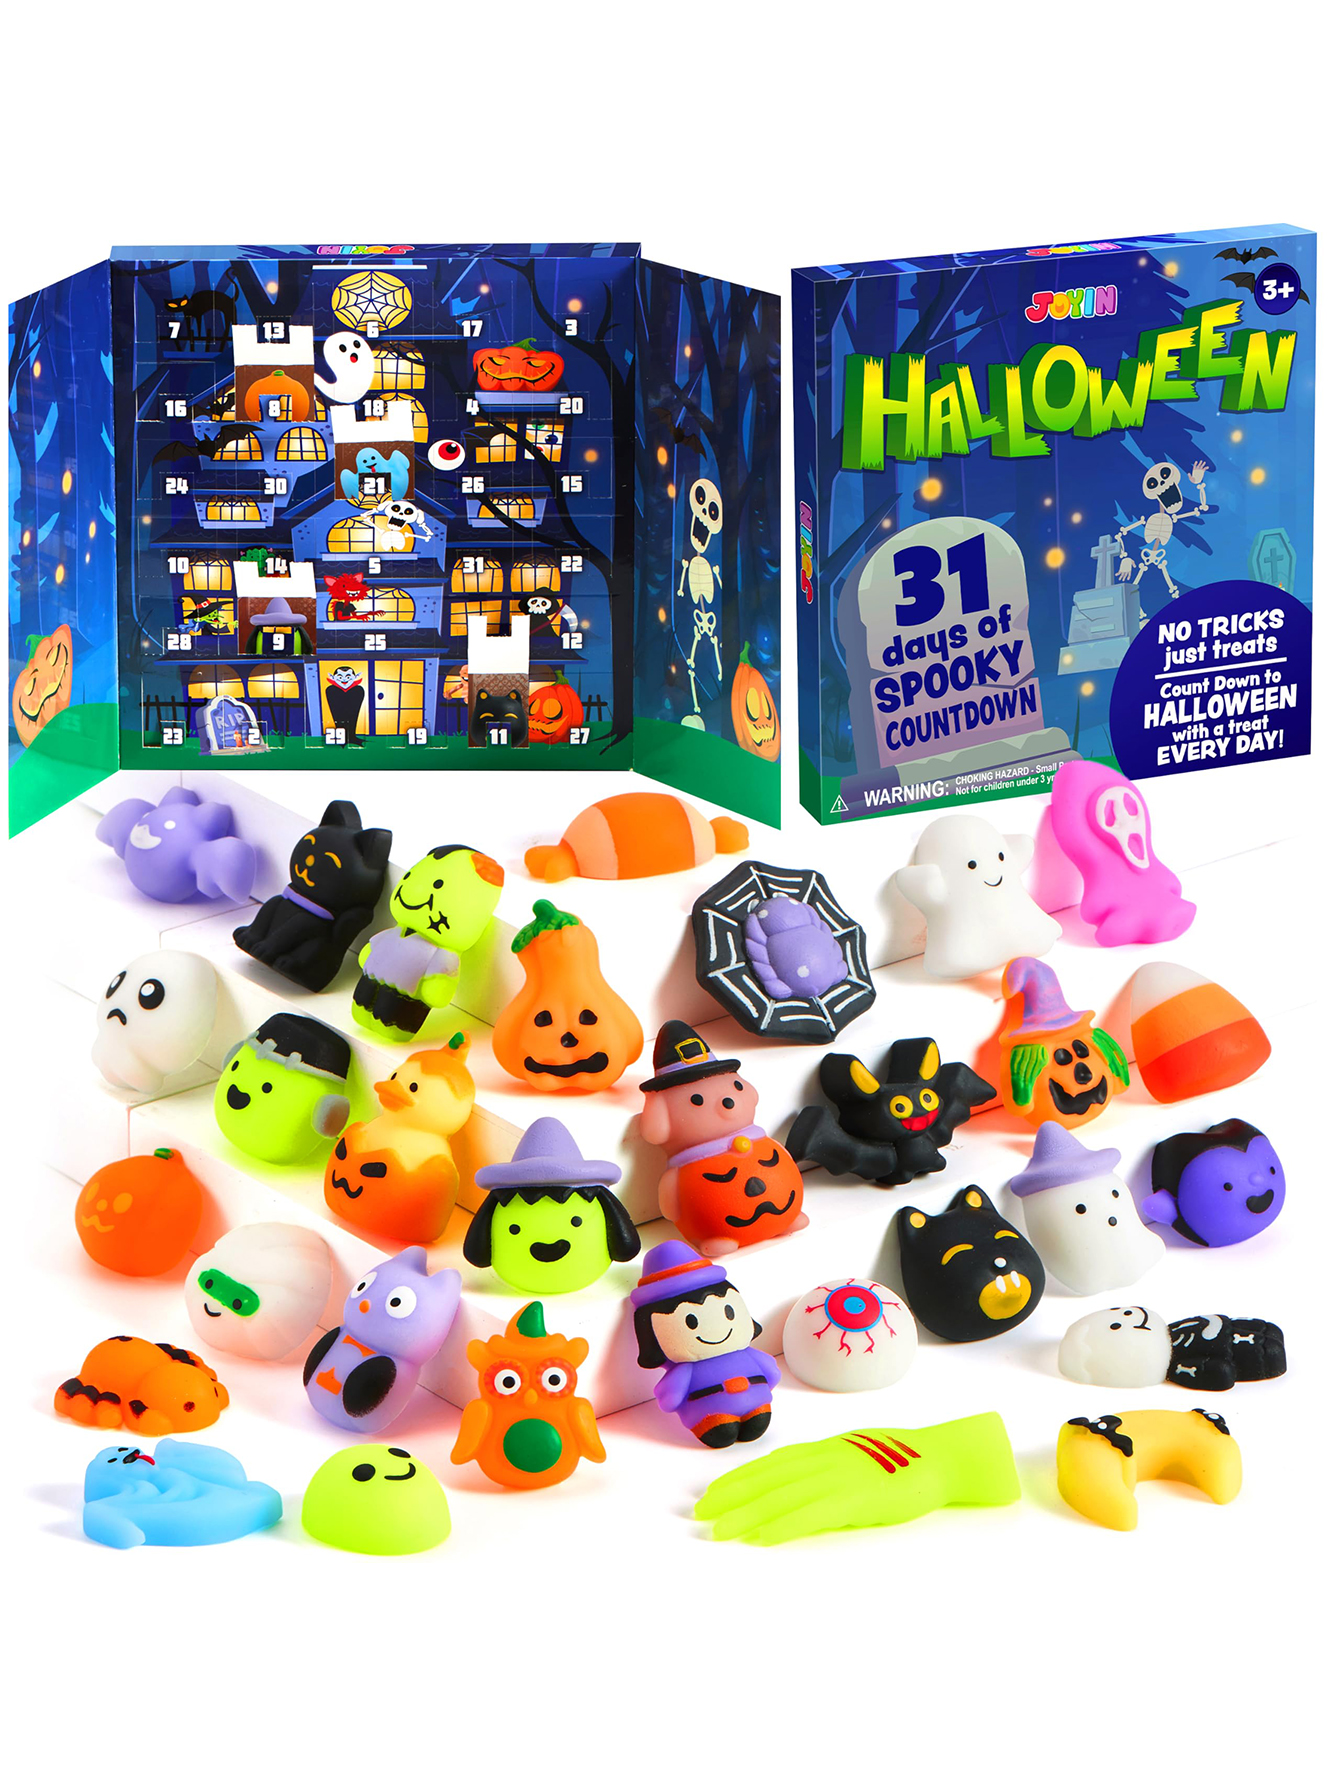 JOYIN
7 13 6 17 3
16 8 18 4 20
24 30 21 26 15
10 14 5 31 22
28 9 25 12
RIP
23 2 29 19 11 27
JOYIN
3+
HALLOWEEN
JOYIN
31
days of
SPOOKY
COUNTDOWN
NO TRICKS
just treats
Count Down to
HALLOWEEN
with a treat
EVERY DAY!
WARNING:
CHOKING HAZARD - Small
Not for children under 3